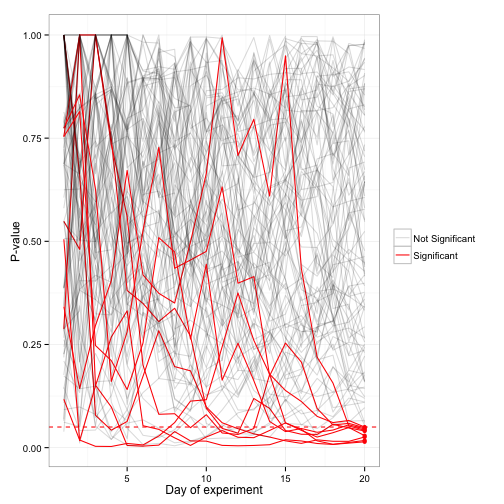 1.00
0.75
0.50
0.25
0.00
P-value
5
10
15
20
Day of experiment
Not Significant
Significant